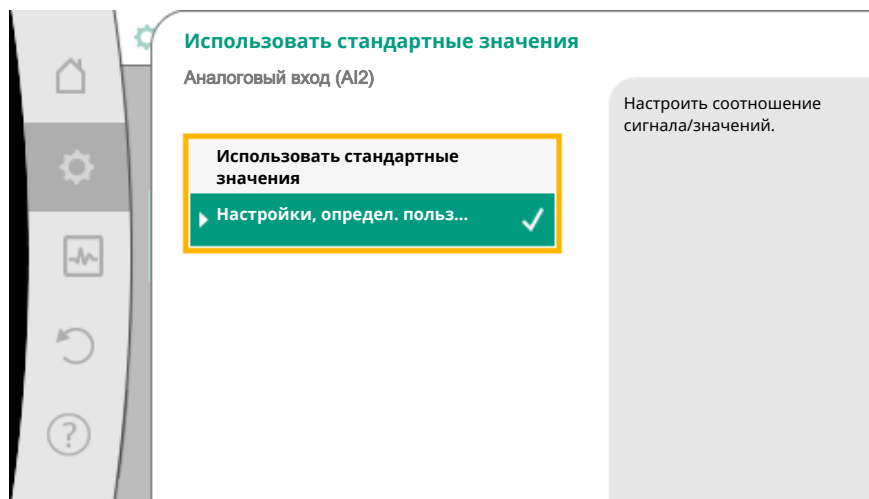 Использовать стандартные значения
Аналоговый вход (AI2)
Настроить соотношение
сигнала/значений.
Использовать стандартные
значения
Настройки, определ. польз...
?